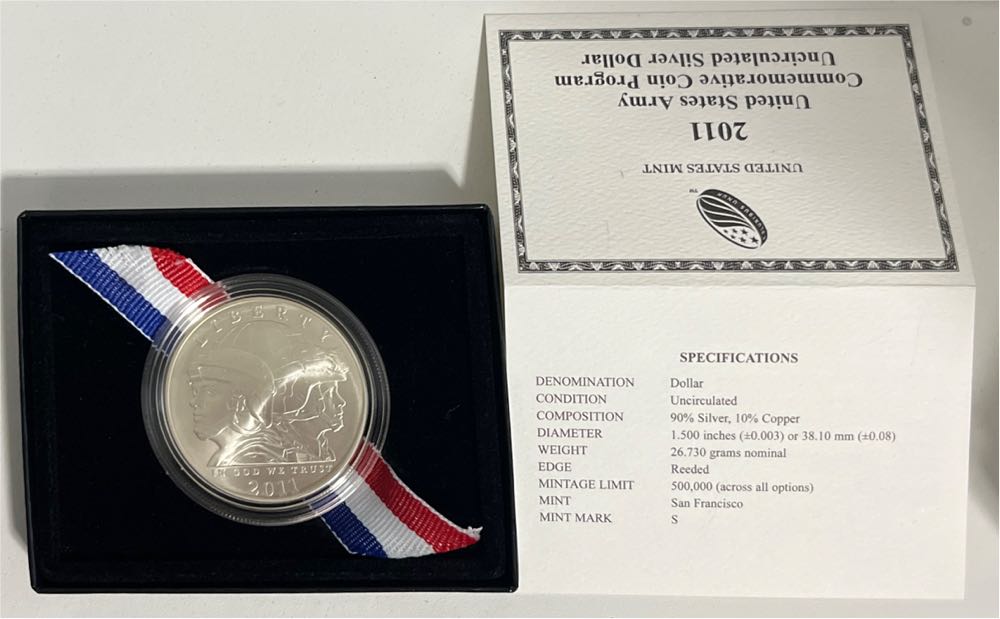 LIBERTY
IN GOD WE TRUST
2011
UNITED STATES MINT
2011
United States Army
Commemorative Coin Program
Uncirculated Silver Dollar
SPECIFICATIONS
DENOMINATION Dollar
CONDITION Uncirculated
COMPOSITION 90% Silver, 10% Copper
DIAMETER 1.500 inches (±0.003) or 38.10 mm (±0.08)
WEIGHT 26.730 grams nominal
EDGE Reeded
MINTAGE LIMIT 500,000 (across all options)
MINT San Francisco
MINT MARK S